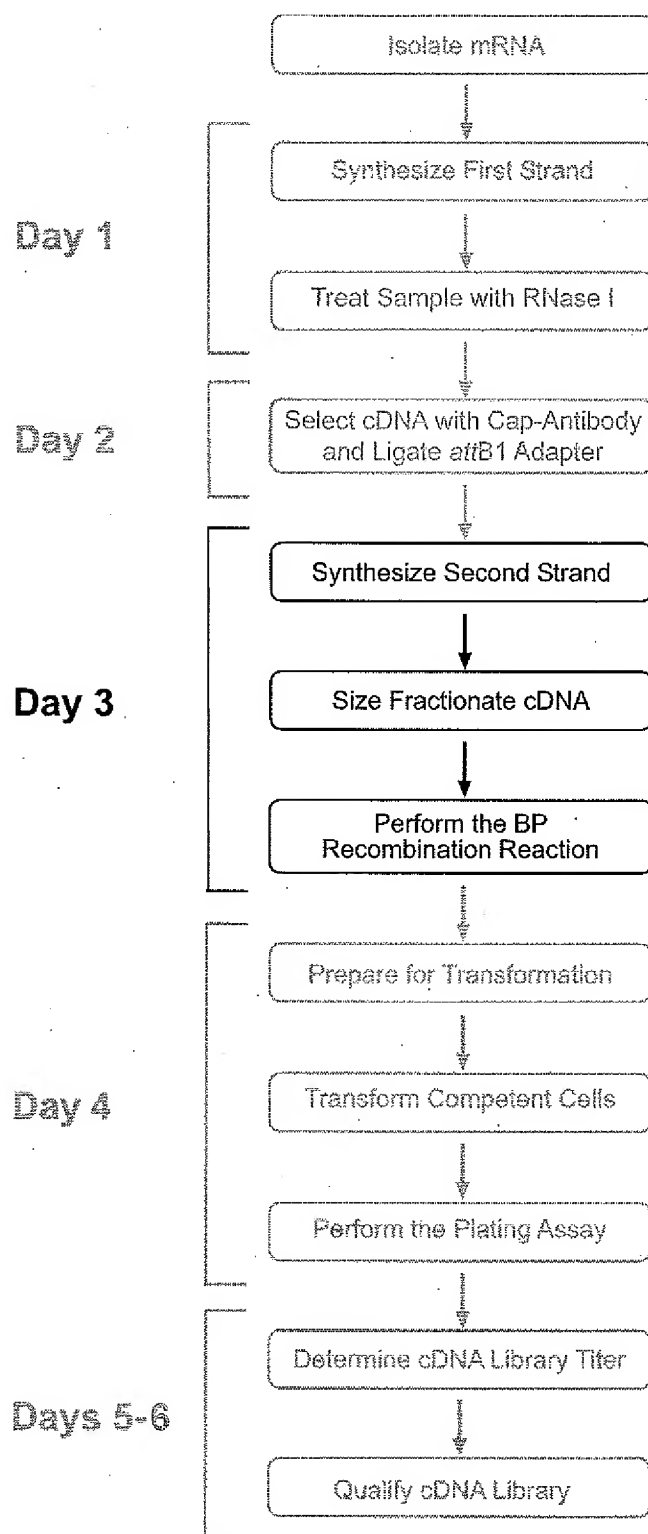 Isolate mRNA
Day 1
Synthesize First Strand
Treat Sample with RNase I
Day 2
Select cDNA with Cap-Antibody
and Ligate attB1 Adapter
Day 3
Synthesize Second Strand
Size Fractionate cDNA
Perform the BP
Recombination Reaction
Day 4
Prepare for Transformation
Transform Competent Cells
Perform the Plating Assay
Days 5-6
Determine cDNA Library Titer
Qualify cDNA Library